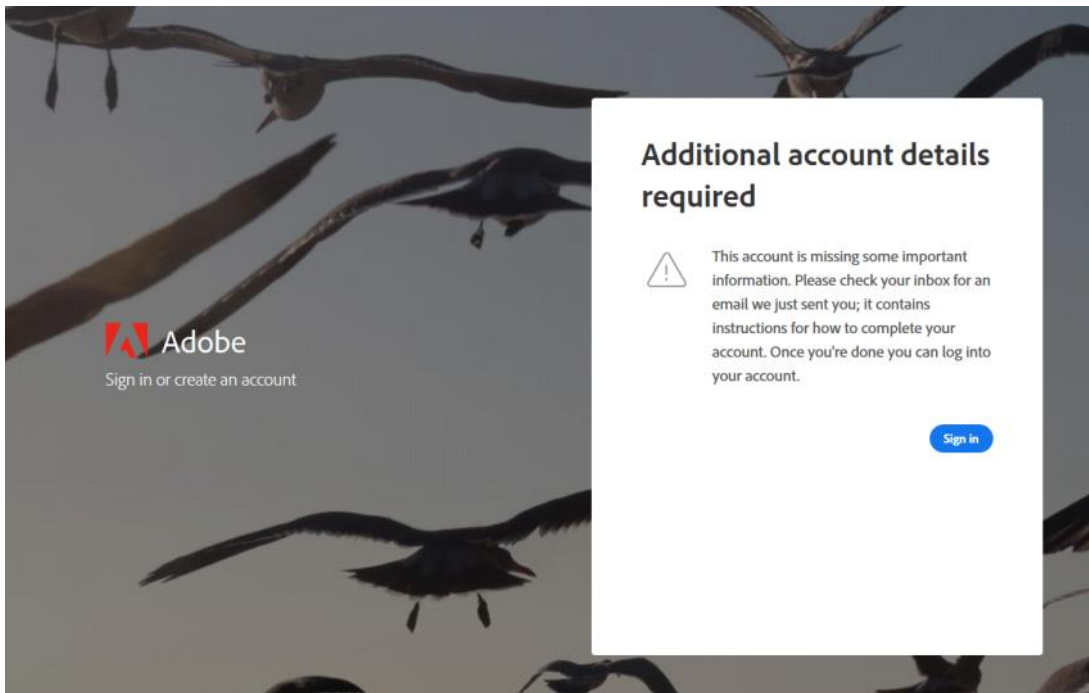 Adobe
Sign in or create an account
Additional account details
required
This account is missing some important
information. Please check your inbox for an
email we just sent you; it contains
instructions for how to complete your
account. Once you're done you can log into
your account.
Sign in